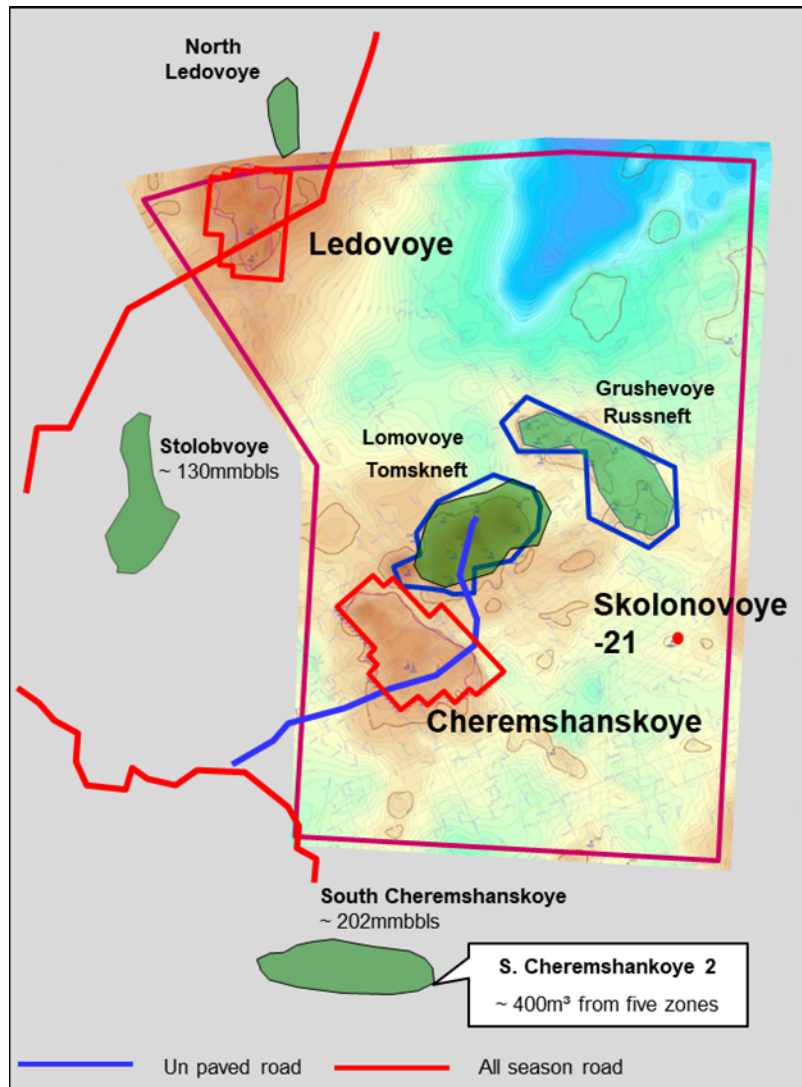 North
Ledovoye
Ledovoye
Grushevoye
Russneft
Lomovoye
Tomskneft
Stolobvoye
~ 130mmbbls
Skolonovoye
-21
Cheremshanskoye
South Cheremshanskoye
~ 202mmbbls
S. Cheremshankoye 2
~ 400m³ from five zones
Un paved road
All season road